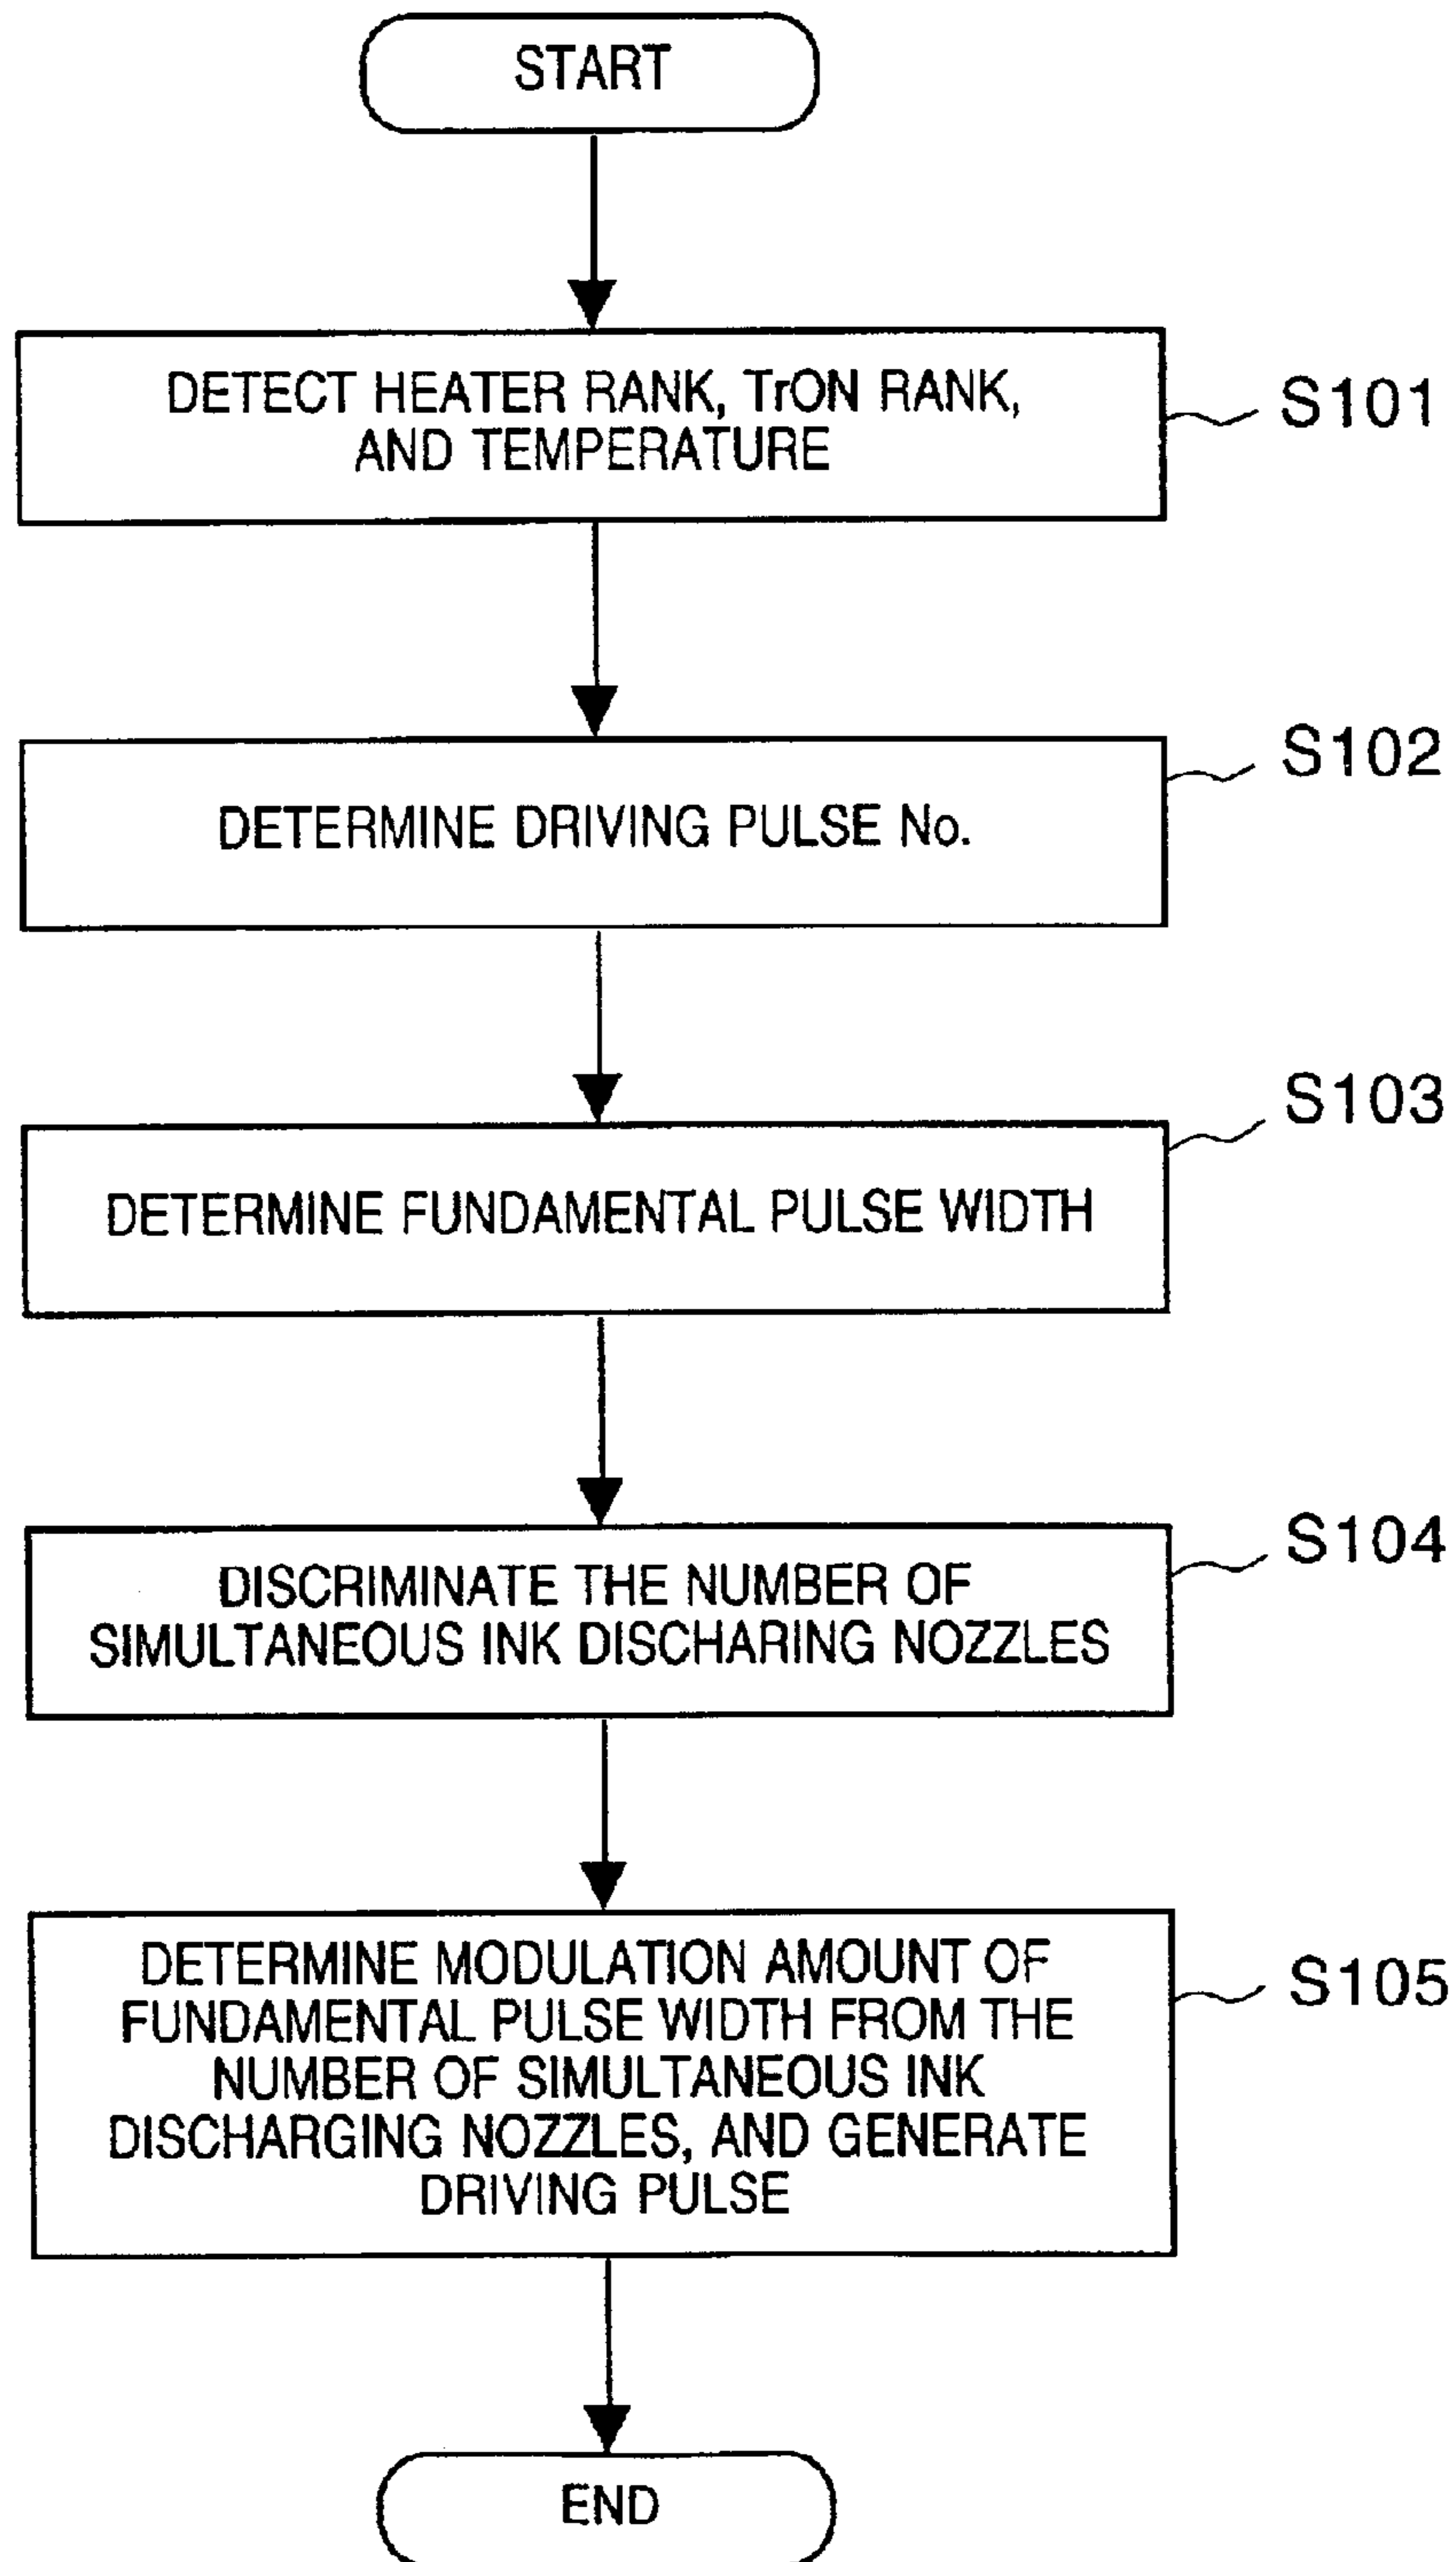 START
DETECT HEATER RANK, TrON RANK,
AND TEMPERATURE
S101
DETERMINE DRIVING PULSE No.
S102
DETERMINE FUNDAMENTAL PULSE WIDTH
S103
DISCRIMINATE THE NUMBER OF
SIMULTANEOUS INK DISCHARING NOZZLES
S104
DETERMINE MODULATION AMOUNT OF
FUNDAMENTAL PULSE WIDTH FROM THE
NUMBER OF SIMULTANEOUS INK
DISCHARGING NOZZLES, AND GENERATE
DRIVING PULSE
S105
END